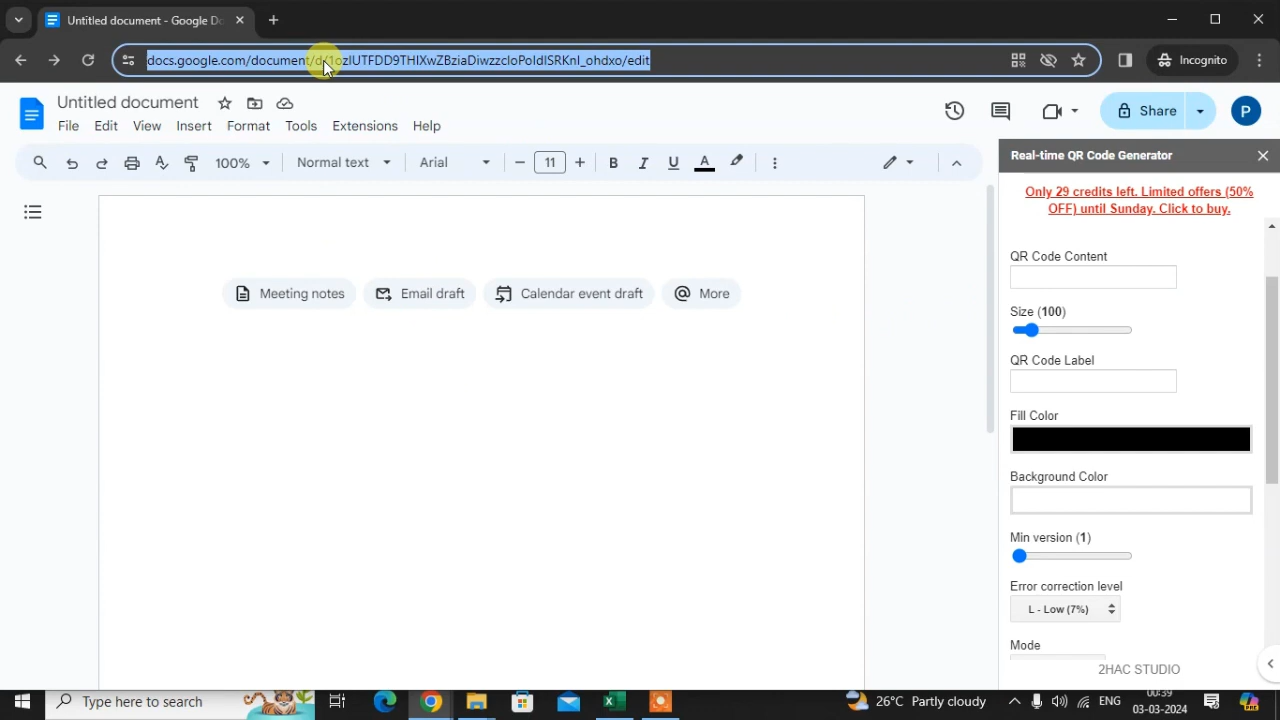 Untitled document - Google Do
docs.google.com/document/d/1ozIUTFDD9THIXwZBziaDiwzzcIoPoIdISRKnI_ohdxo/edit
Incognito
Untitled document
File Edit View Insert Format Tools Extensions Help
Share
P
100% Normal text Arial 11 B I U A
Real-time QR Code Generator
Only 29 credits left. Limited offers (50% OFF) until Sunday. Click to buy.
Meeting notes Email draft Calendar event draft More
QR Code Content
Size (100)
QR Code Label
Fill Color
Background Color
Min version (1)
Error correction level
L - Low (7%)
Mode
2HAC STUDIO
Type here to search
26°C Partly cloudy
ENG
00:39
03-03-2024